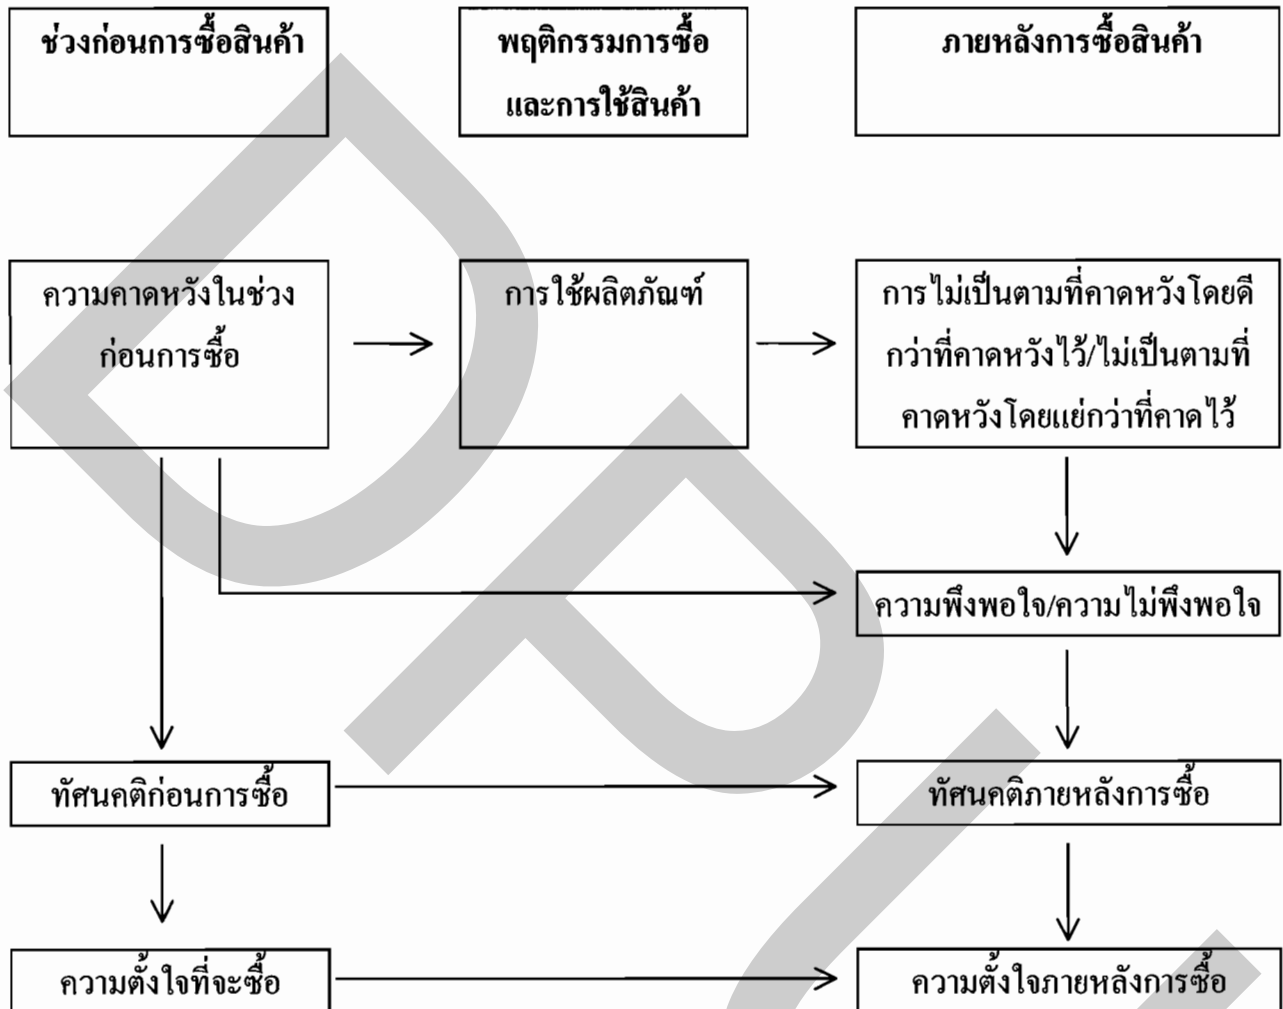 ช่วงก่อนการซื้อสินค้า
พฤติกรรมการซื้อ
และการใช้สินค้า
ภายหลังการซื้อสินค้า
ความคาดหวังในช่วง
ก่อนการซื้อ
การใช้ผลิตภัณฑ์
การไม่เป็นตามที่คาดหวังโดยดี
กว่าที่คาดหวังไว้/ไม่เป็นตามที่
คาดหวังโดยแย่กว่าที่คาดไว้
ความพึงพอใจ/ความไม่พึงพอใจ
ทัศนคติก่อนการซื้อ
ทัศนคติภายหลังการซื้อ
ความตั้งใจที่จะซื้อ
ความตั้งใจภายหลังการซื้อ